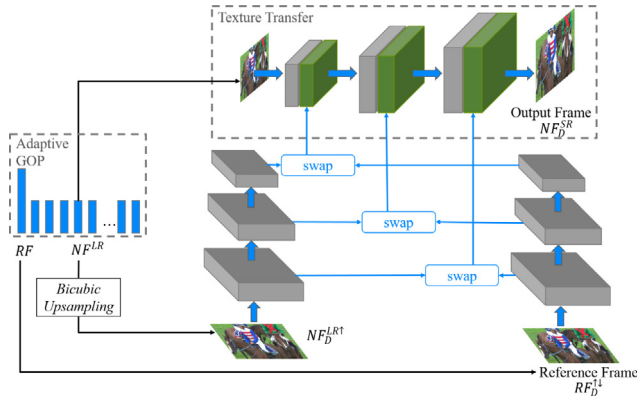 Texture Transfer
Output Frame
NF_D^{SR}
Adaptive
GOP
...
RF
NF^{LR}
swap
swap
swap
Bicubic
Upsampling
NF_D^{LR↑}
Reference Frame
RF_D^{↑↓}